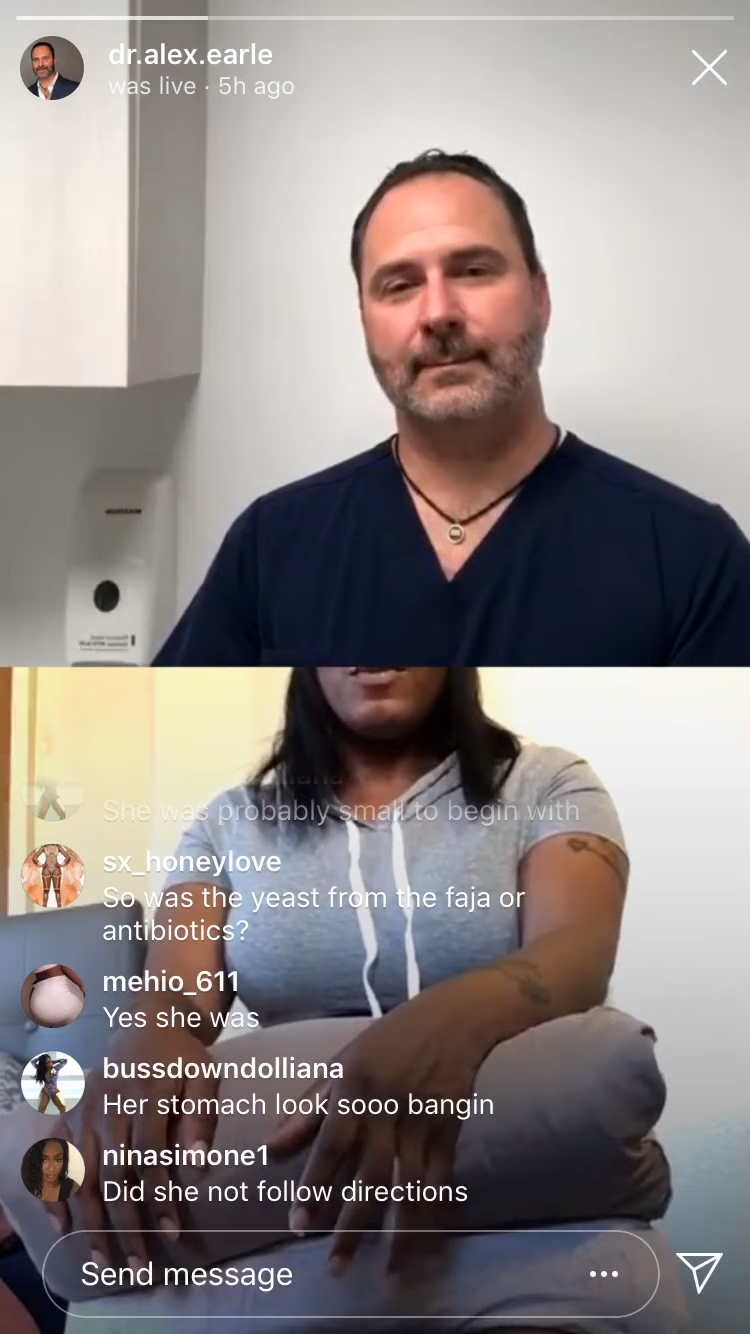 dr.alex.earle
was live · 5h ago
She was probably small to begin with
sx_honeylove
So was the yeast from the faja or
antibiotics?
mehio_611
Yes she was
bussdowndolliana
Her stomach look sooo bangin
ninasimone1
Did she not follow directions
Send message